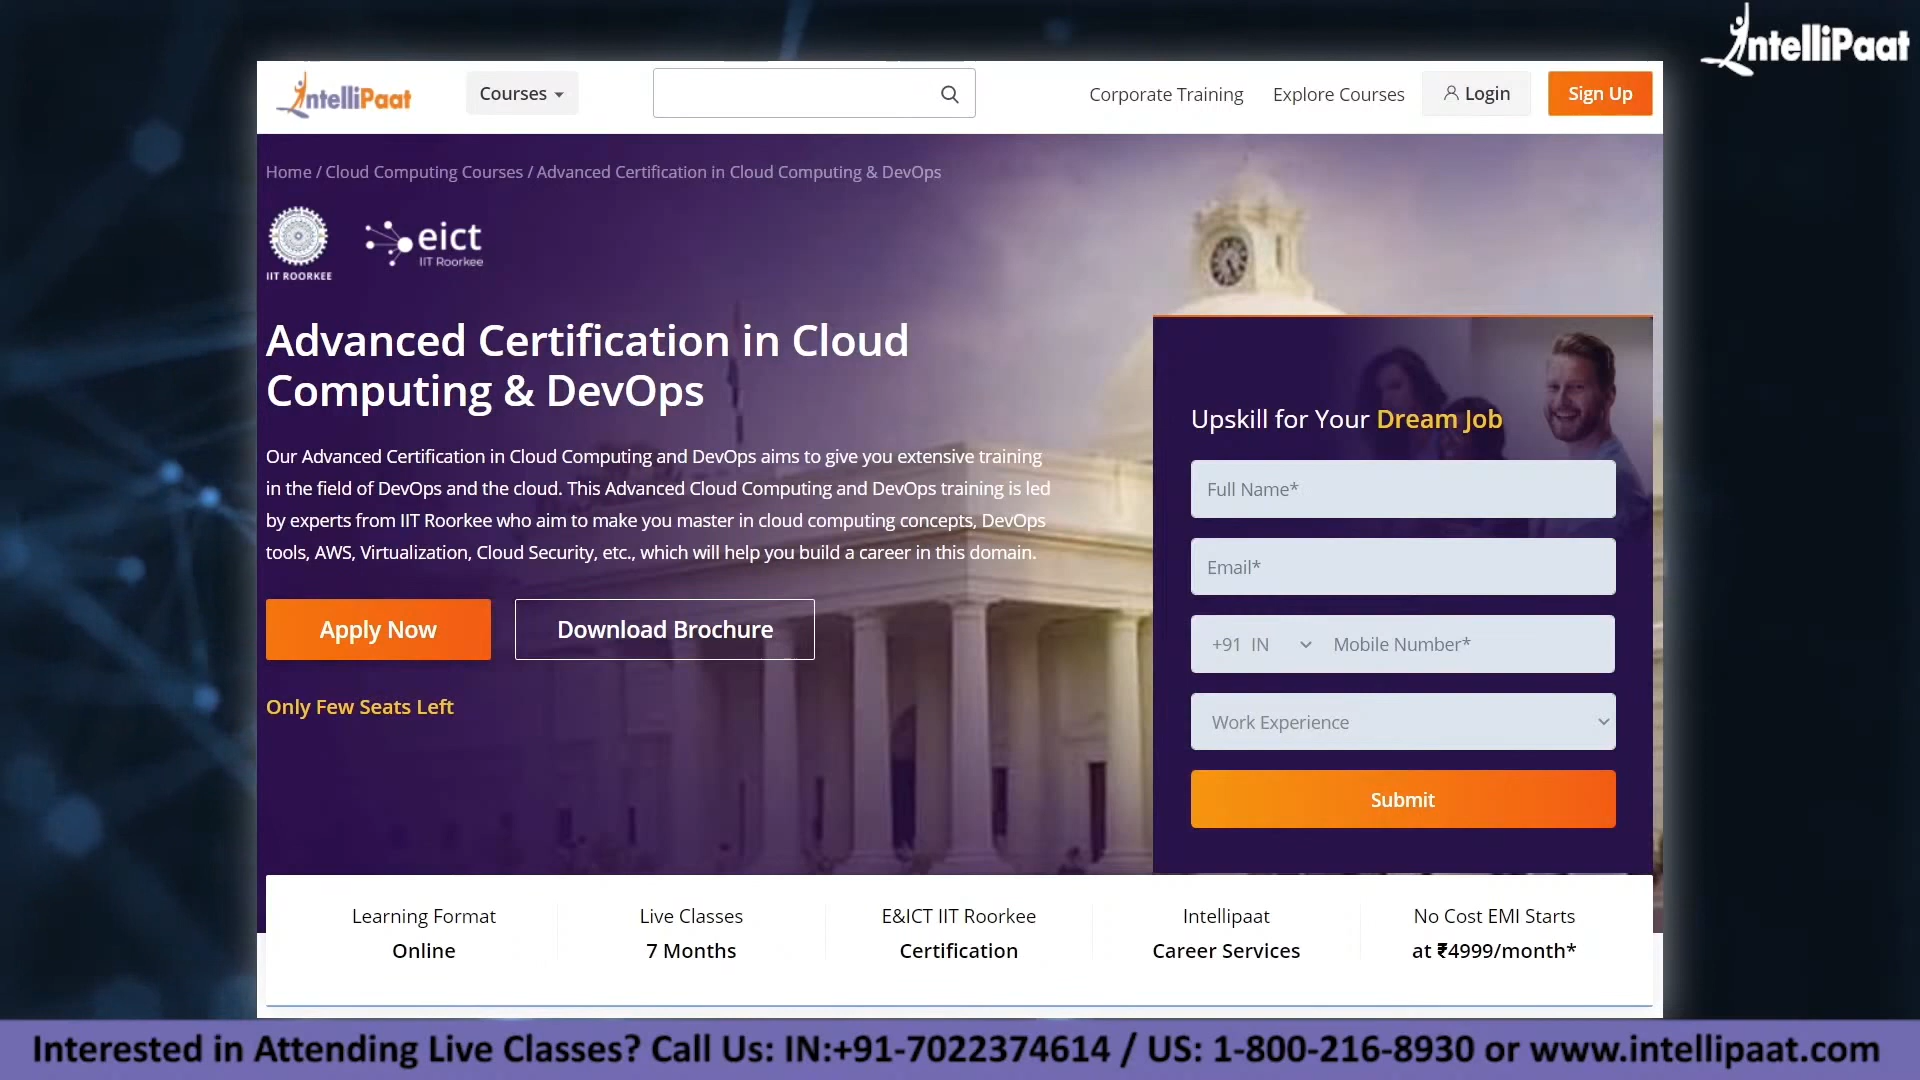 IntelliPaat
IntelliPaat
Courses
Corporate Training
Explore Courses
Login
Sign Up
Home / Cloud Computing Courses / Advanced Certification in Cloud Computing & DevOps
IIT ROORKEE
eict
IIT Roorkee
Advanced Certification in Cloud
Computing & DevOps
Our Advanced Certification in Cloud Computing and DevOps aims to give you extensive training
in the field of DevOps and the cloud. This Advanced Cloud Computing and DevOps training is led
by experts from IIT Roorkee who aim to make you master in cloud computing concepts, DevOps
tools, AWS, Virtualization, Cloud Security, etc., which will help you build a career in this domain.
Apply Now
Download Brochure
Only Few Seats Left
Upskill for Your Dream Job
Full Name*
Email*
+91 IN
Mobile Number*
Work Experience
Submit
Learning Format
Online
Live Classes
7 Months
E&ICT IIT Roorkee
Certification
Intellipaat
Career Services
No Cost EMI Starts
at ₹4999/month*
Interested in Attending Live Classes? Call Us: IN:+91-7022374614 / US: 1-800-216-8930 or www.intellipaat.com